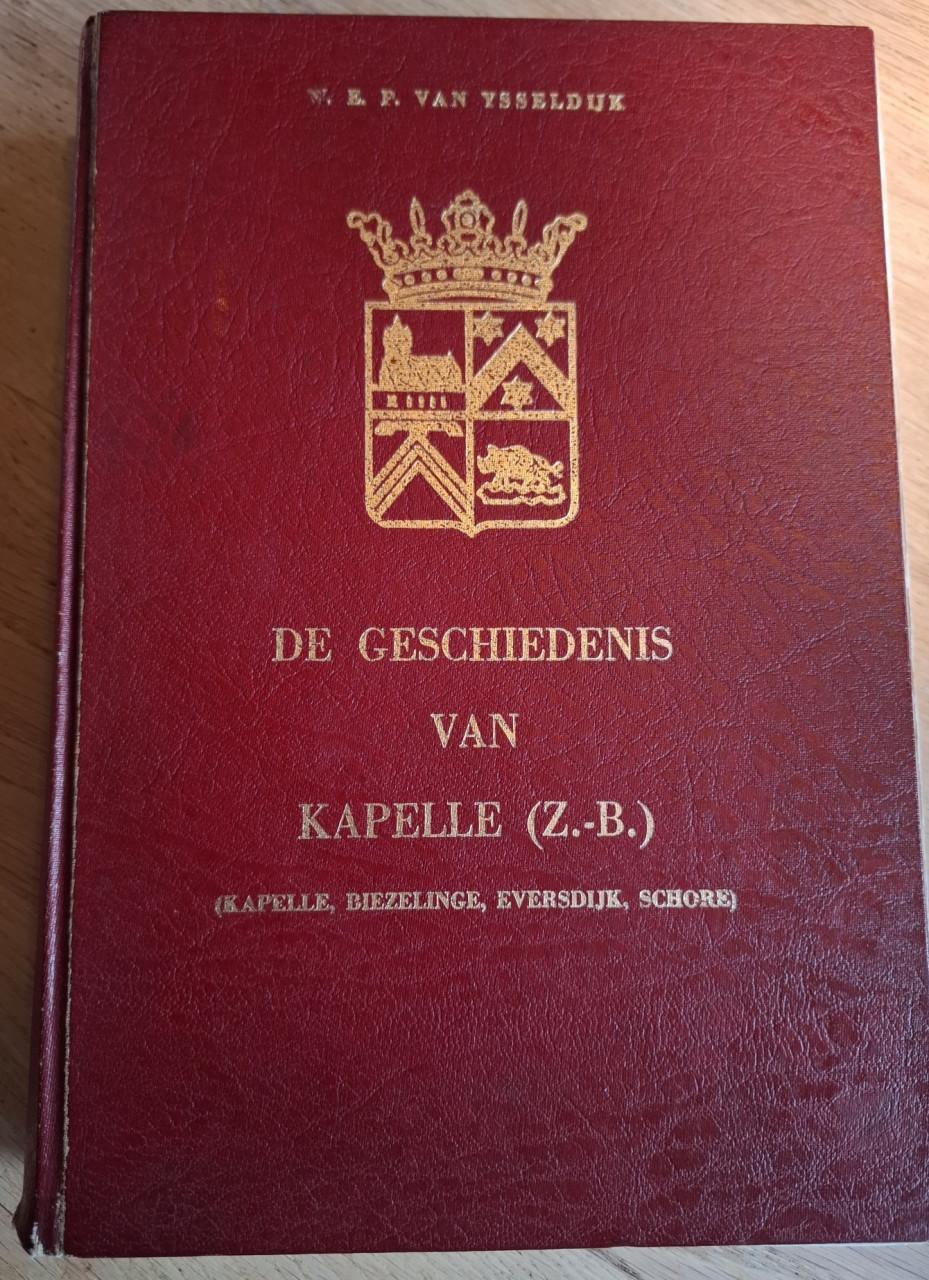 W. E. P. VAN YSSELDIJK
DE GESCHIEDENIS
VAN
KAPELLE (Z.-B.)
(KAPELLE, BIEZELINGE, EVERSDIJK, SCHORE)